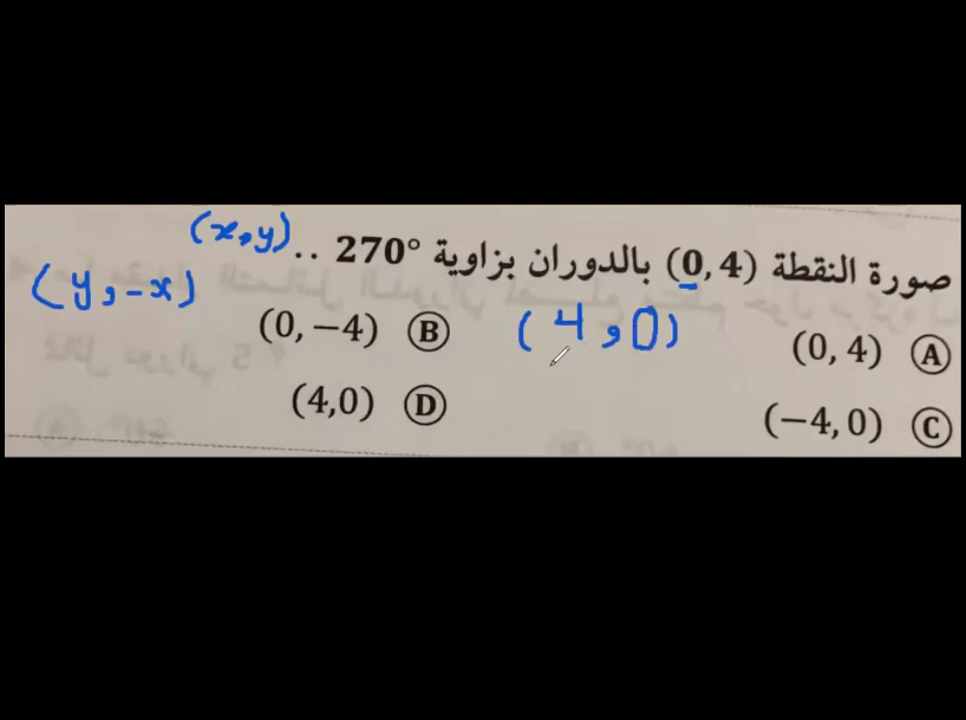 صورة النقطة (0, 4) بالدوران بزاوية 270° ..
(x,y)
(y,-x)
(4,0)
A (0, 4)
B (0, −4)
C (−4, 0)
D (4,0)